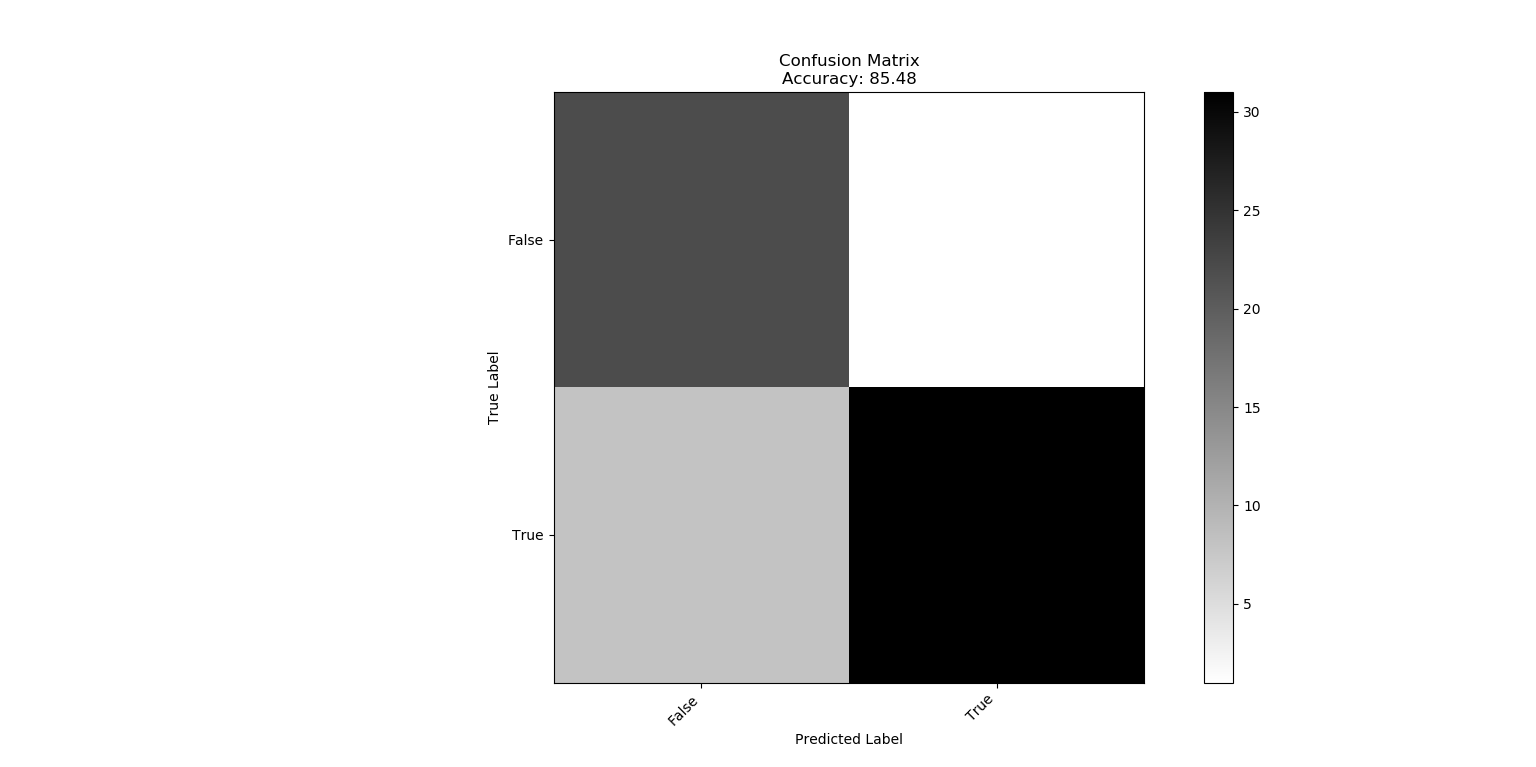 Confusion Matrix
Accuracy: 85.48
False
True
True Label
False
True
Predicted Label
30
25
20
15
10
5